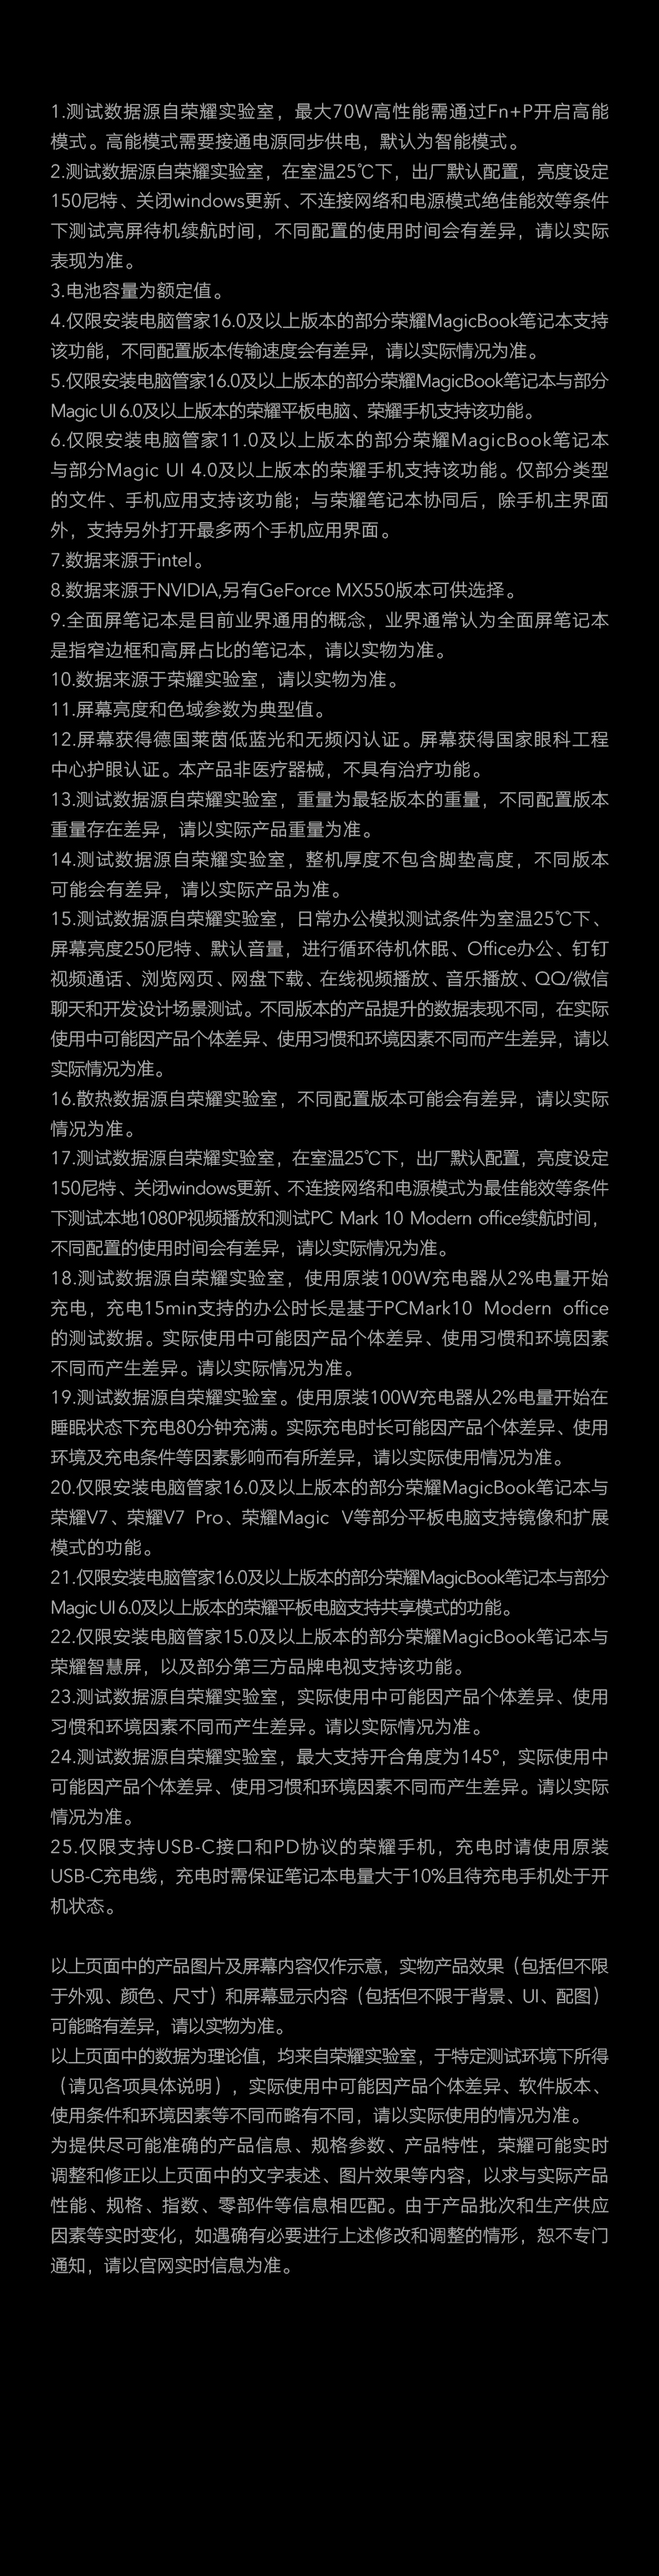 1.测试数据源自荣耀实验室，最大70W高性能需通过Fn+P开启高能
模式。高能模式需要接通电源同步供电，默认为智能模式。
2.测试数据源自荣耀实验室，在室温25℃下，出厂默认配置，亮度设定
150尼特、关闭windows更新、不连接网络和电源模式绝佳能效等条件
下测试亮屏待机续航时间，不同配置的使用时间会有差异，请以实际
表现为准。
3.电池容量为额定值。
4.仅限安装电脑管家16.0及以上版本的部分荣耀MagicBook笔记本支持
该功能，不同配置版本传输速度会有差异，请以实际情况为准。
5.仅限安装电脑管家16.0及以上版本的部分荣耀MagicBook笔记本与部分
Magic UI 6.0及以上版本的荣耀平板电脑、荣耀手机支持该功能。
6.仅限安装电脑管家11.0及以上版本的部分荣耀MagicBook笔记本
与部分Magic UI 4.0及以上版本的荣耀手机支持该功能。仅部分类型
的文件、手机应用支持该功能；与荣耀笔记本协同后，除手机主界面
外，支持另外打开最多两个手机应用界面。
7.数据来源于intel。
8.数据来源于NVIDIA,另有GeForce MX550版本可供选择。
9.全面屏笔记本是目前业界通用的概念，业界通常认为全面屏笔记本
是指窄边框和高屏占比的笔记本，请以实物为准。
10.数据来源于荣耀实验室，请以实物为准。
11.屏幕亮度和色域参数为典型值。
12.屏幕获得德国莱茵低蓝光和无频闪认证。屏幕获得国家眼科工程
中心护眼认证。本产品非医疗器械，不具有治疗功能。
13.测试数据源自荣耀实验室，重量为最轻版本的重量，不同配置版本
重量存在差异，请以实际产品重量为准。
14.测试数据源自荣耀实验室，整机厚度不包含脚垫高度，不同版本
可能会有差异，请以实际产品为准。
15.测试数据源自荣耀实验室，日常办公模拟测试条件为室温25℃下、
屏幕亮度250尼特、默认音量，进行循环待机休眠、Office办公、钉钉
视频通话、浏览网页、网盘下载、在线视频播放、音乐播放、QQ/微信
聊天和开发设计场景测试。不同版本的产品提升的数据表现不同，在实际
使用中可能因产品个体差异、使用习惯和环境因素不同而产生差异，请以
实际情况为准。
16.散热数据源自荣耀实验室，不同配置版本可能会有差异，请以实际
情况为准。
17.测试数据源自荣耀实验室，在室温25℃下，出厂默认配置，亮度设定
150尼特、关闭windows更新、不连接网络和电源模式为最佳能效等条件
下测试本地1080P视频播放和测试PC Mark 10 Modern office续航时间，
不同配置的使用时间会有差异，请以实际情况为准。
18.测试数据源自荣耀实验室，使用原装100W充电器从2%电量开始
充电，充电15min支持的办公时长是基于PCMark10 Modern office
的测试数据。实际使用中可能因产品个体差异、使用习惯和环境因素
不同而产生差异。请以实际情况为准。
19.测试数据源自荣耀实验室。使用原装100W充电器从2%电量开始在
睡眠状态下充电80分钟充满。实际充电时长可能因产品个体差异、使用
环境及充电条件等因素影响而有所差异，请以实际使用情况为准。
20.仅限安装电脑管家16.0及以上版本的部分荣耀MagicBook笔记本与
荣耀V7、荣耀V7 Pro、荣耀Magic V等部分平板电脑支持镜像和扩展
模式的功能。
21.仅限安装电脑管家16.0及以上版本的部分荣耀MagicBook笔记本与部分
Magic UI 6.0及以上版本的荣耀平板电脑支持共享模式的功能。
22.仅限安装电脑管家15.0及以上版本的部分荣耀MagicBook笔记本与
荣耀智慧屏，以及部分第三方品牌电视支持该功能。
23.测试数据源自荣耀实验室，实际使用中可能因产品个体差异、使用
习惯和环境因素不同而产生差异。请以实际情况为准。
24.测试数据源自荣耀实验室，最大支持开合角度为145°，实际使用中
可能因产品个体差异、使用习惯和环境因素不同而产生差异。请以实际
情况为准。
25.仅限支持USB-C接口和PD协议的荣耀手机，充电时请使用原装
USB-C充电线，充电时需保证笔记本电量大于10%且待充电手机处于开
机状态。
以上页面中的产品图片及屏幕内容仅作示意，实物产品效果（包括但不限
于外观、颜色、尺寸）和屏幕显示内容（包括但不限于背景、UI、配图）
可能略有差异，请以实物为准。
以上页面中的数据为理论值，均来自荣耀实验室，于特定测试环境下所得
（请见各项具体说明），实际使用中可能因产品个体差异、软件版本、
使用条件和环境因素等不同而略有不同，请以实际使用的情况为准。
为提供尽可能准确的产品信息、规格参数、产品特性，荣耀可能实时
调整和修正以上页面中的文字表述、图片效果等内容，以求与实际产品
性能、规格、指数、零部件等信息相匹配。由于产品批次和生产供应
因素等实时变化，如遇确有必要进行上述修改和调整的情形，恕不专门
通知，请以官网实时信息为准。